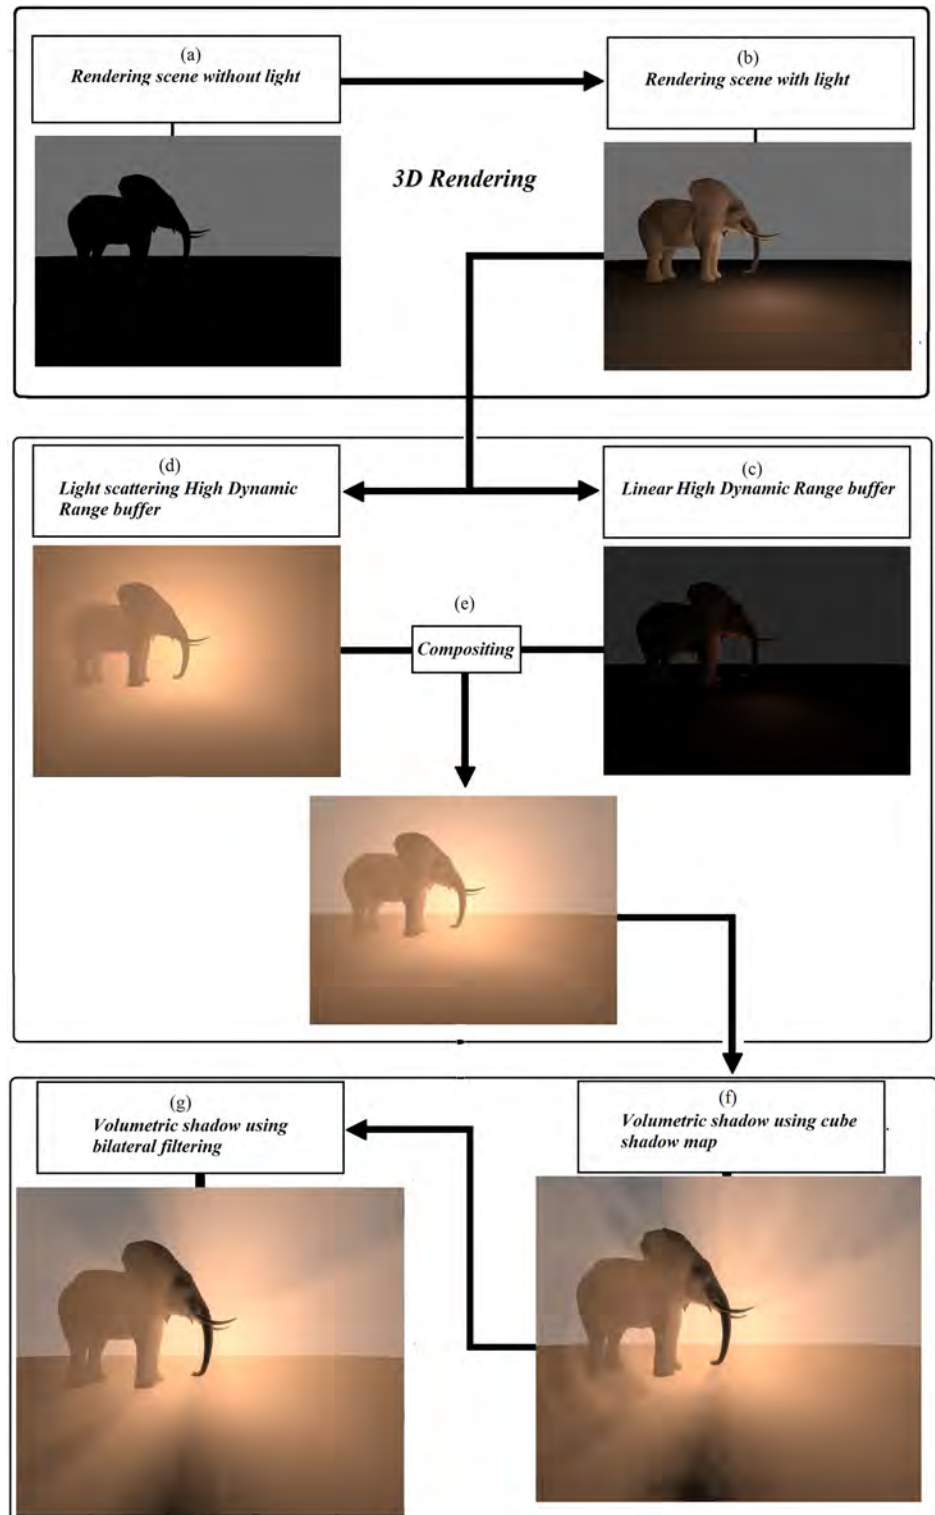 (a)
Rendering scene without light
(b)
Rendering scene with light
3D Rendering
(d)
Light scattering High Dynamic
Range buffer
(c)
Linear High Dynamic Range buffer
(e)
Compositing
(g)
Volumetric shadow using
bilateral filtering
(f)
Volumetric shadow using cube
shadow map